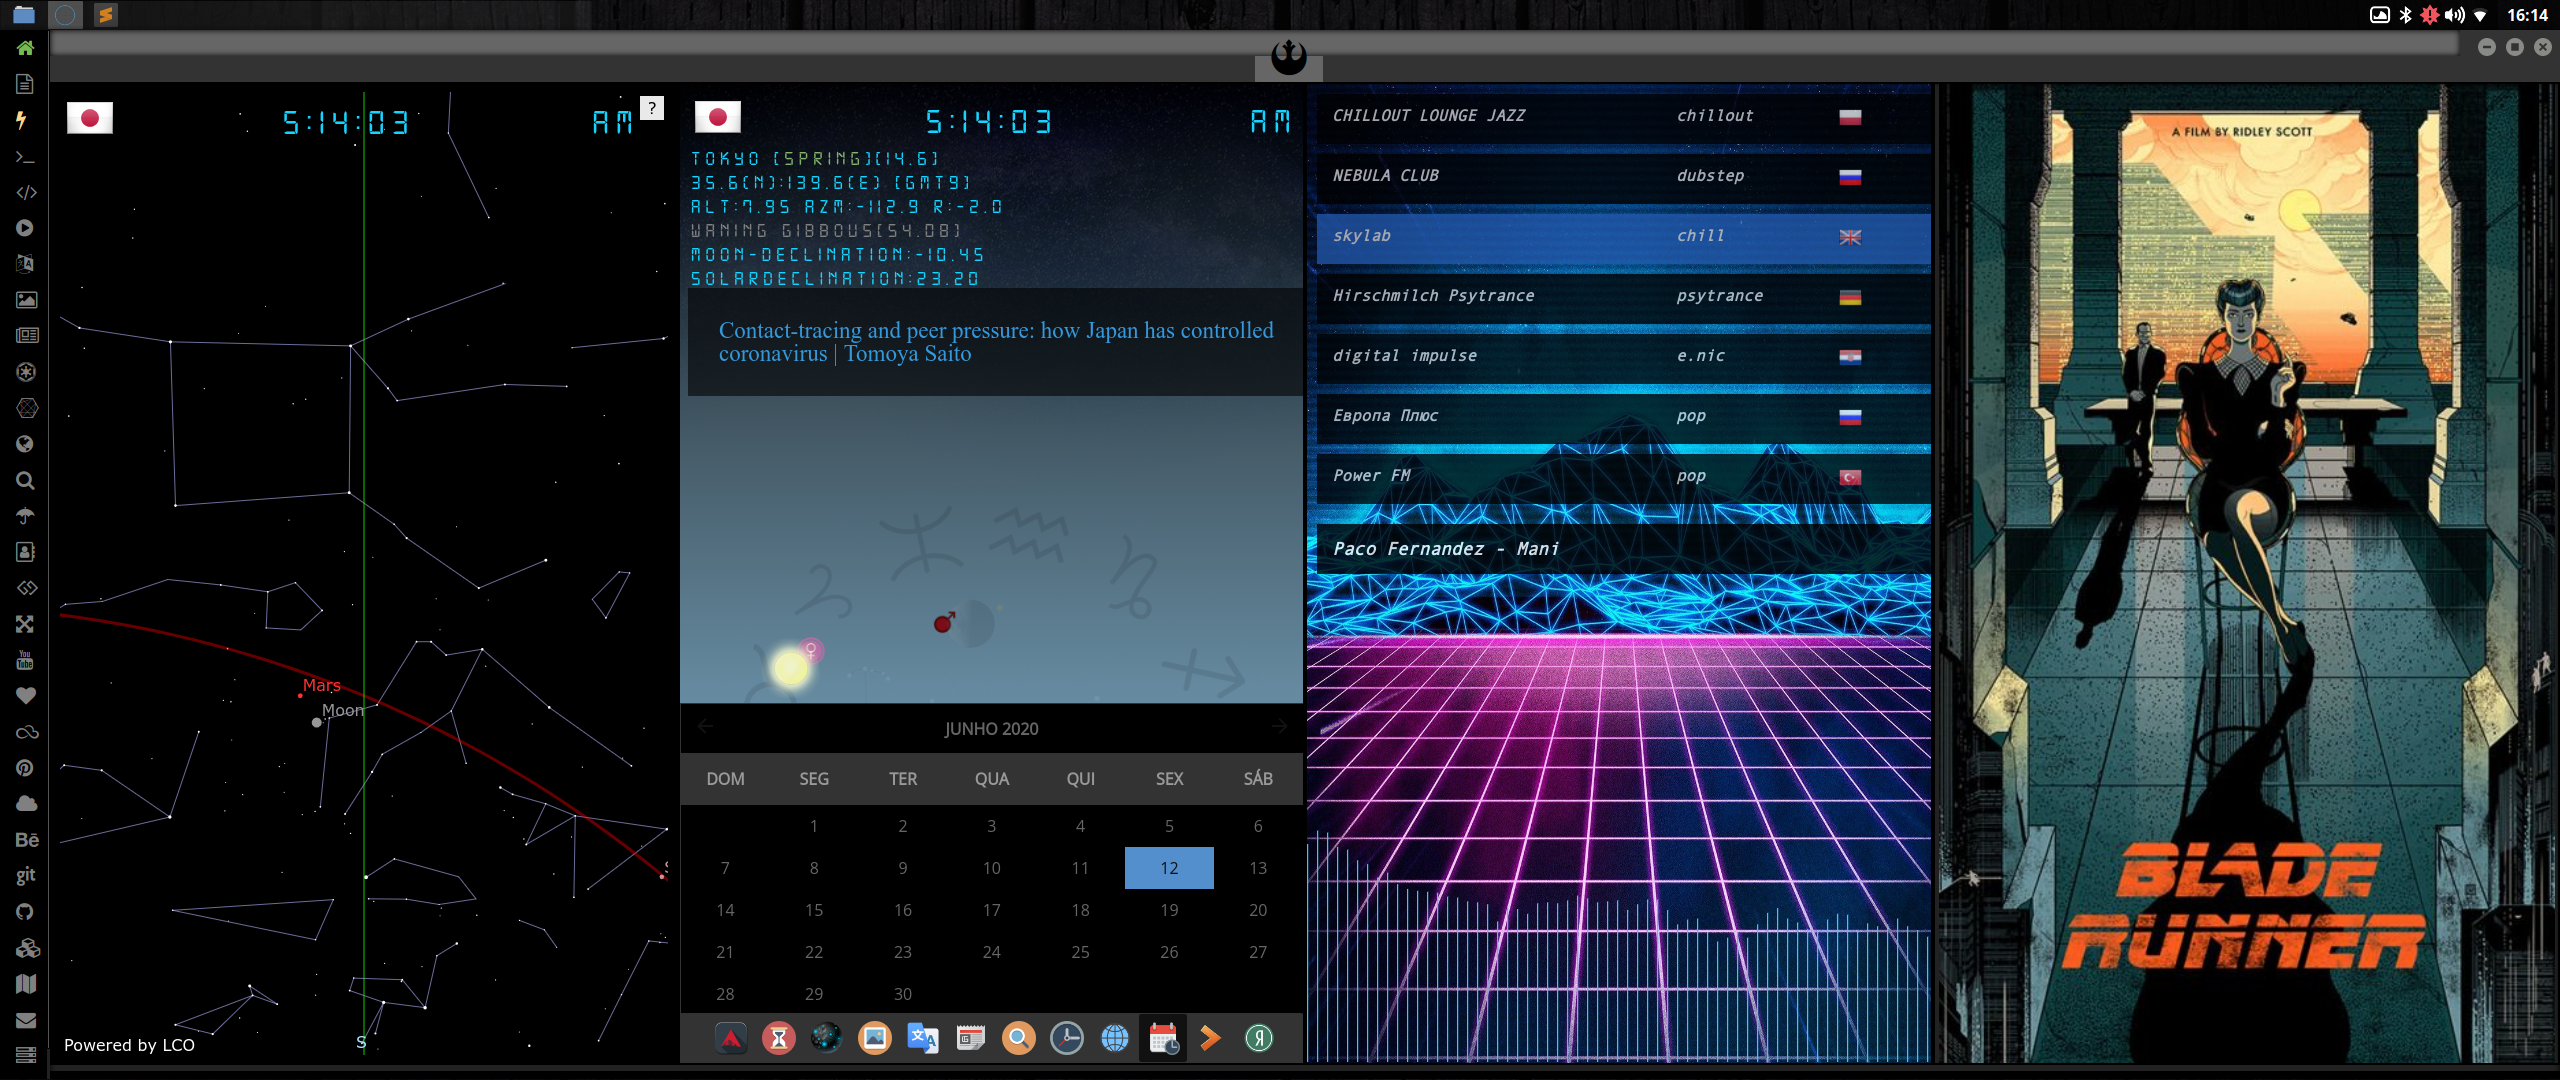 16:14
You
Tube
Bē
git
5:14:03 AM
?
Mars
Moon
S
Powered by LCO
5:14:03 AM
TOKYO [SPRING][14.6]
35.6(N):139.6(E) [GMT9]
ALT:7.95 AZM:-112.9 R:-2.0
WANING GIBBOUS[54.08]
MOON-DECLINATION:-10.45
SOLARDECLINATION:23.20
Contact-tracing and peer pressure: how Japan has controlled
coronavirus | Tomoya Saito
JUNHO 2020
DOM SEG TER QUA QUI SEX SÁB
1 2 3 4 5 6
7 8 9 10 11 12 13
14 15 16 17 18 19 20
21 22 23 24 25 26 27
28 29 30
CHILLOUT LOUNGE JAZZ chillout
NEBULA CLUB dubstep
skylab chill
Hirschmilch Psytrance psytrance
digital impulse e.nic
Европа Плюс pop
Power FM pop
Paco Fernandez - Mani
A FILM BY RIDLEY SCOTT
BLADE
RUNNER